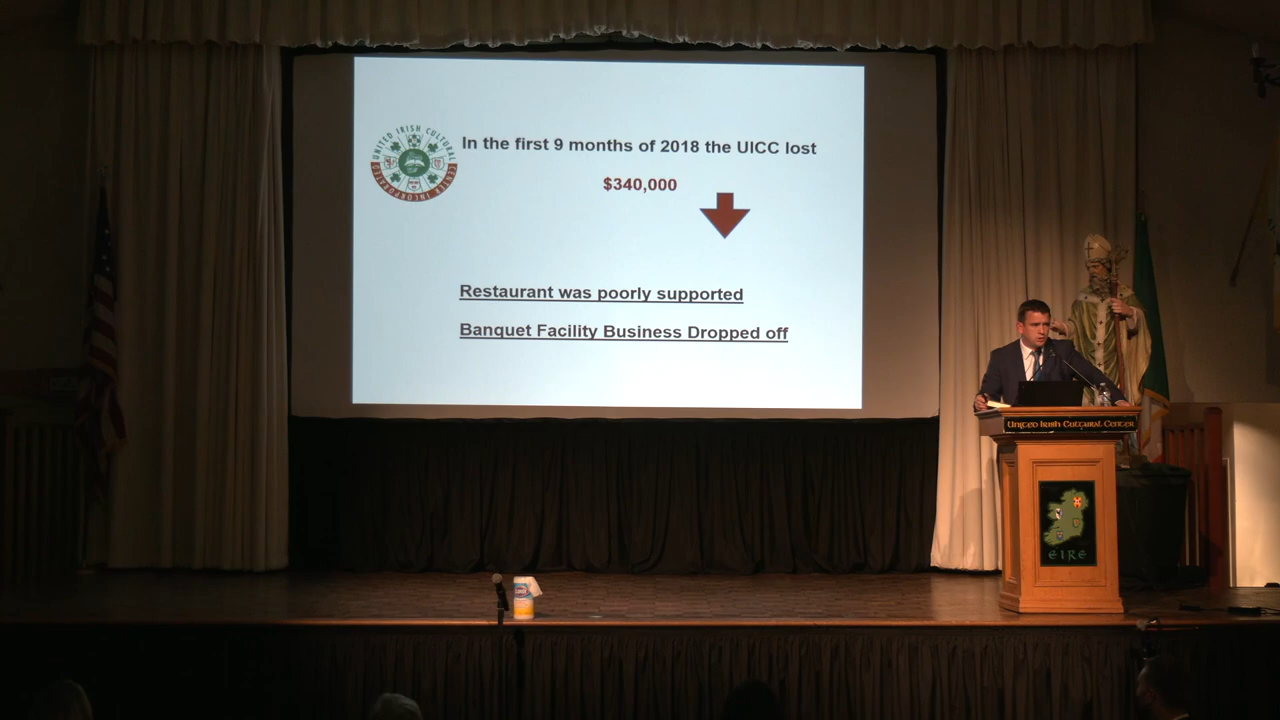 UNITED IRISH CULTURAL
CENTER INCORPORATED
In the first 9 months of 2018 the UICC lost
$340,000
Restaurant was poorly supported
Banquet Facility Business Dropped off
United Irish Cultural Center
EIRE